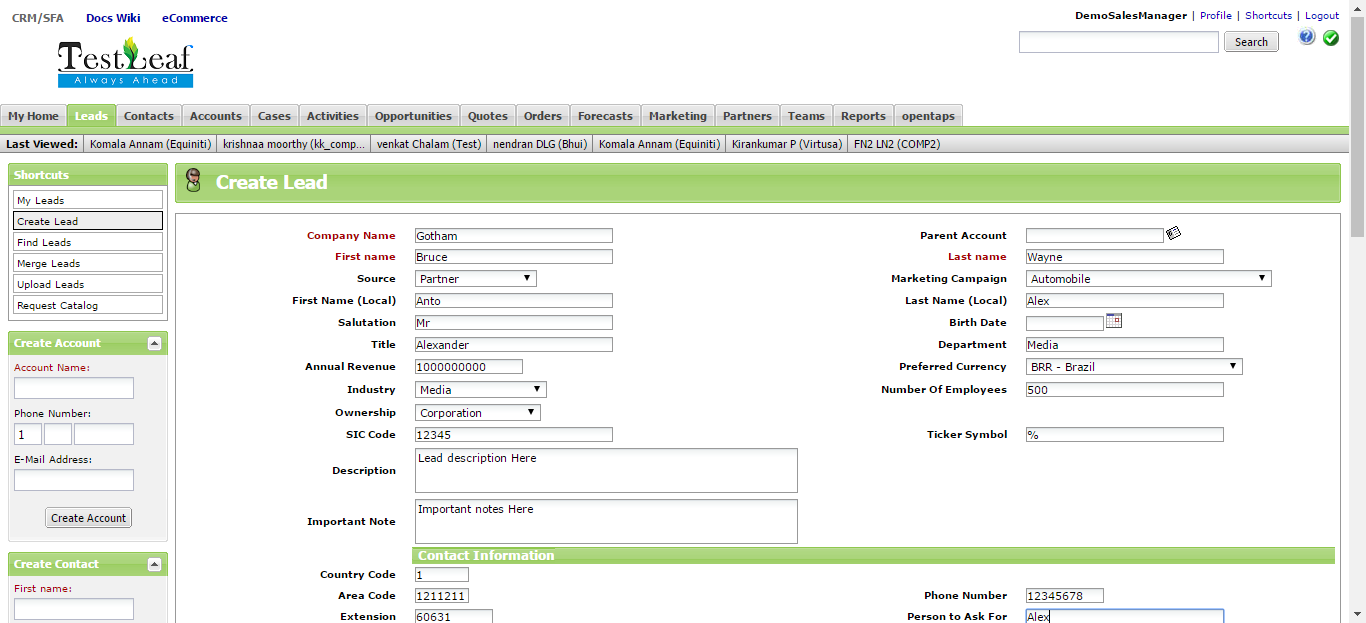 CRM/SFA Docs Wiki eCommerce
DemoSalesManager | Profile | Shortcuts | Logout
Search
TestLeaf
Always Ahead
My Home Leads Contacts Accounts Cases Activities Opportunities Quotes Orders Forecasts Marketing Partners Teams Reports opentaps
Last Viewed: Komala Annam (Equiniti) krishnaa moorthy (kk_comp... venkat Chalam (Test) nendran DLG (Bhui) Komala Annam (Equiniti) Kirankumar P (Virtusa) FN2 LN2 (COMP2)
Shortcuts
My Leads
Create Lead
Find Leads
Merge Leads
Upload Leads
Request Catalog
Create Account
Account Name:
Phone Number:
1
E-Mail Address:
Create Account
Create Contact
First name:
Create Lead
Company Name Gotham Parent Account
First name Bruce Last name Wayne
Source Partner Marketing Campaign Automobile
First Name (Local) Anto Last Name (Local) Alex
Salutation Mr Birth Date
Title Alexander Department Media
Annual Revenue 1000000000 Preferred Currency BRR - Brazil
Industry Media Number Of Employees 500
Ownership Corporation
SIC Code 12345 Ticker Symbol %
Description Lead description Here
Important Note Important notes Here
Contact Information
Country Code 1
Area Code 1211211 Phone Number 12345678
Extension 60631 Person to Ask For Alex